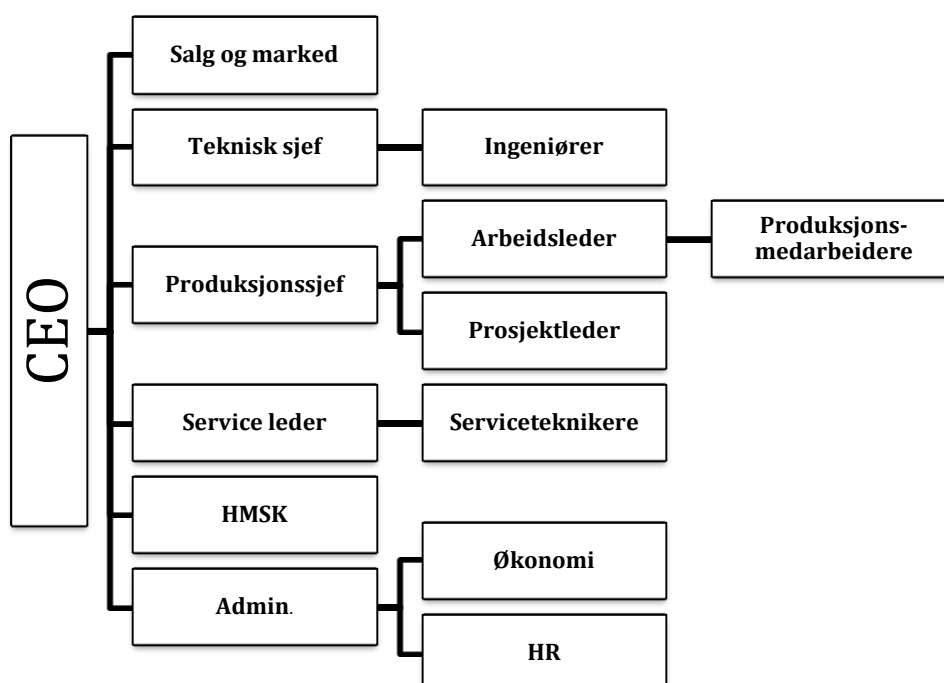 Salg og marked
Teknisk sjef
Ingeniører
Arbeidsleder
Produksjons-
medarbeidere
CEO
Produksjonssjef
Prosjektleder
Service leder
Serviceteknikere
HMSK
Økonomi
Admin.
HR